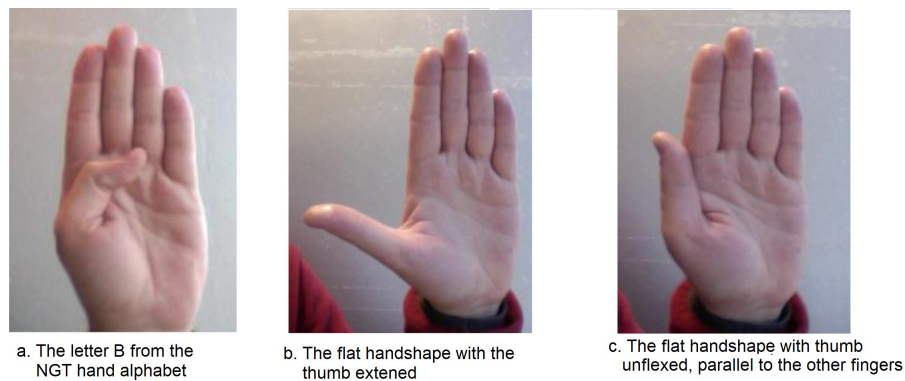 a. The letter B from the
NGT hand alphabet
b. The flat handshape with the
thumb extened
c. The flat handshape with thumb
unflexed, parallel to the other fingers